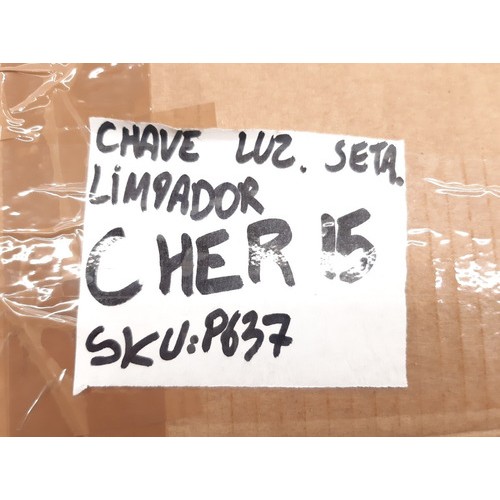 CHAVE LUZ. SETA.
LIMPADOR
CHER 15
SKU:P637